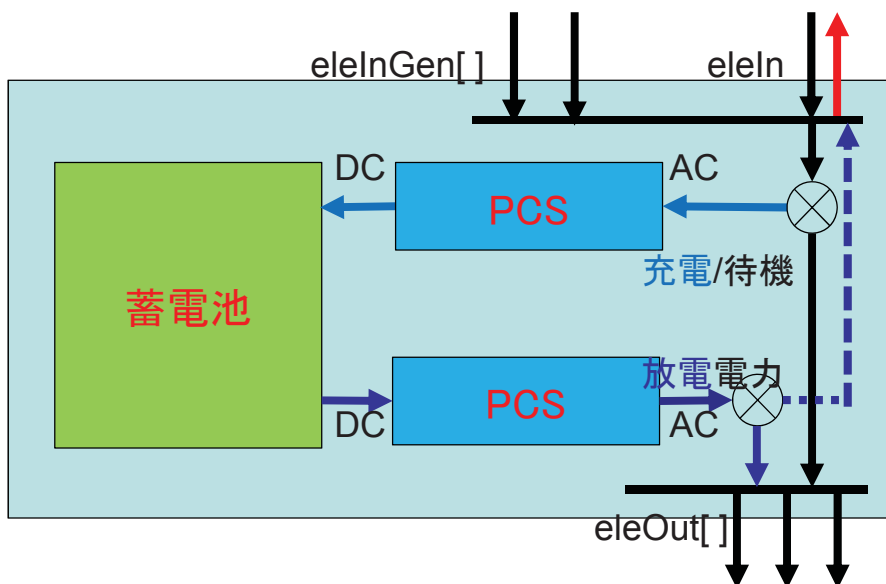 eleInGen[ ]
eleIn
DC
AC
PCS
充電/待機
蓄電池
放電電力
PCS
DC
AC
eleOut[ ]